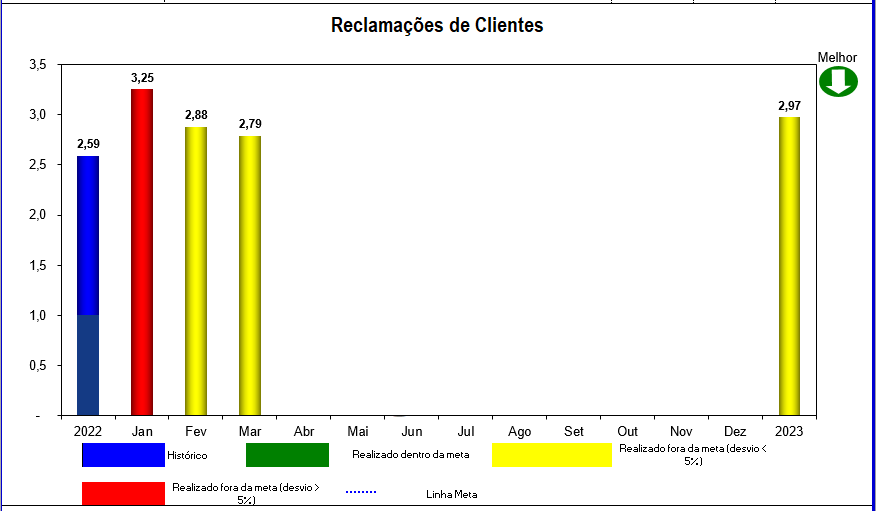 Reclamações de Clientes
Melhor
3,5
3,0
2,5
2,0
1,5
1,0
0,5
-
2,59
3,25
2,88
2,79
2,97
2022 Jan Fev Mar Abr Mai Jun Jul Ago Set Out Nov Dez 2023
Histórico
Realizado dentro da meta
Realizado fora da meta (desvio <
5%)
Realizado fora da meta (desvio >
5%)
Linha Meta